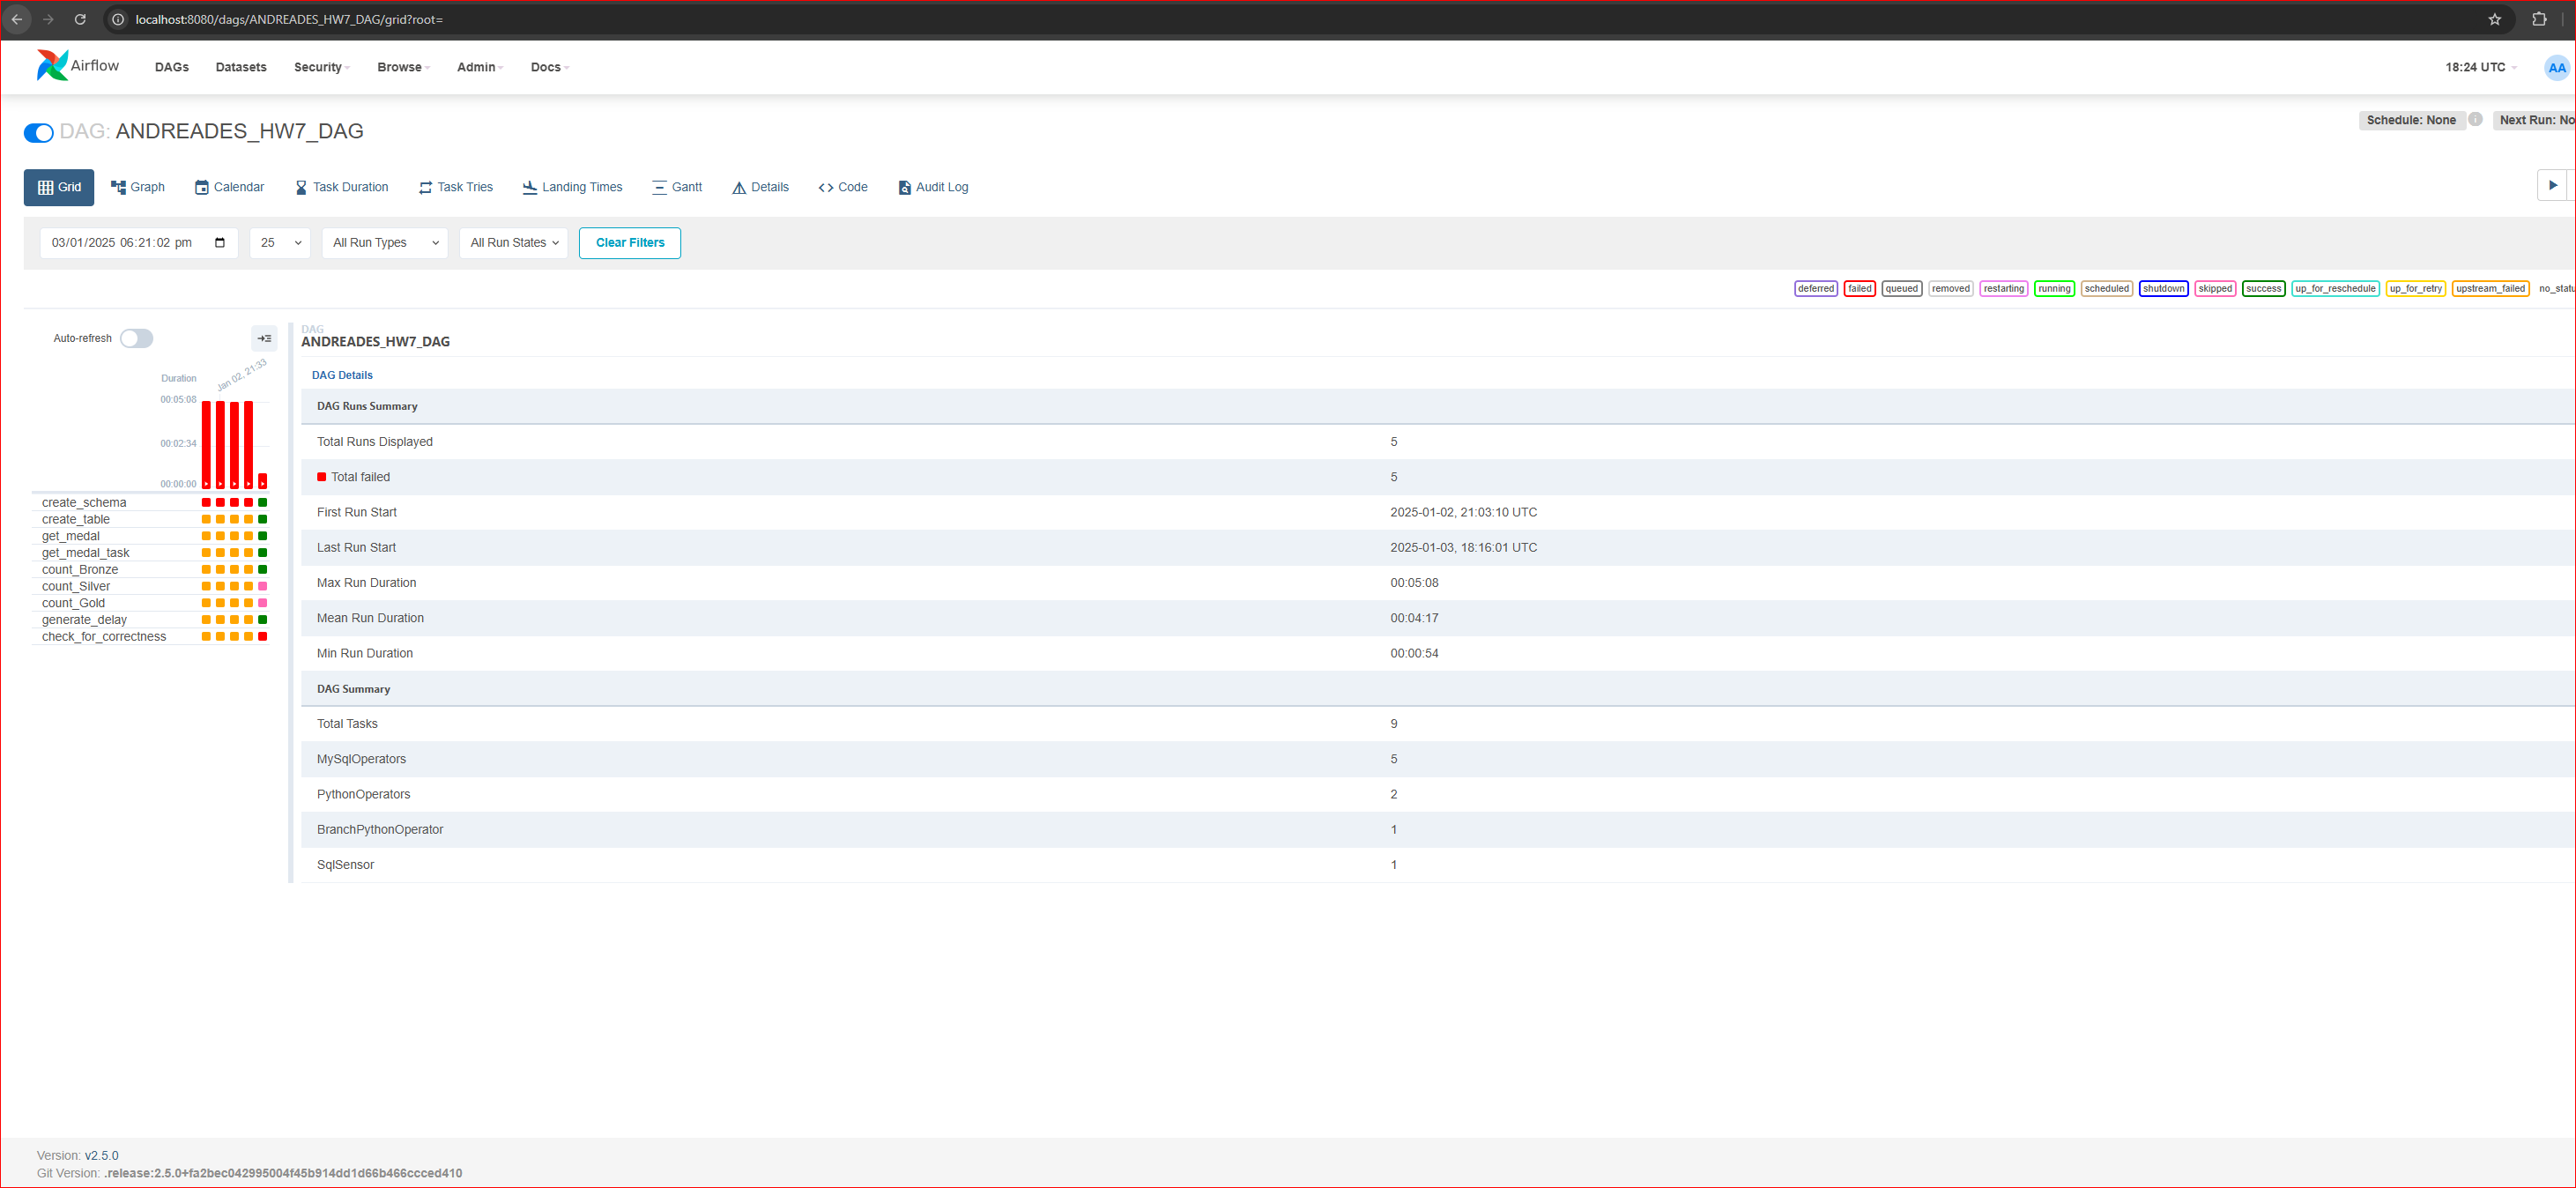 localhost:8080/dags/ANDREADES_HW7_DAG/grid?root=
Airflow DAGs Datasets Security Browse Admin Docs 18:24 UTC AA
DAG: ANDREADES_HW7_DAG Schedule: None Next Run: No
Grid Graph Calendar Task Duration Task Tries Landing Times Gantt Details Code Audit Log
03/01/2025 06:21:02 pm 25 All Run Types All Run States Clear Filters
deferred failed queued removed restarting running scheduled shutdown skipped success up_for_reschedule up_for_retry upstream_failed no_statu
Auto-refresh
Duration
Jan 02, 21:33
00:05:08
00:02:34
00:00:00
create_schema
create_table
get_medal
get_medal_task
count_Bronze
count_Silver
count_Gold
generate_delay
check_for_correctness
DAG
ANDREADES_HW7_DAG
DAG Details
DAG Runs Summary
Total Runs Displayed 5
Total failed 5
First Run Start 2025-01-02, 21:03:10 UTC
Last Run Start 2025-01-03, 18:16:01 UTC
Max Run Duration 00:05:08
Mean Run Duration 00:04:17
Min Run Duration 00:00:54
DAG Summary
Total Tasks 9
MySqlOperators 5
PythonOperators 2
BranchPythonOperator 1
SqlSensor 1
Version: v2.5.0
Git Version: .release:2.5.0+fa2bec042995004f45b914dd1d66b466ccced410